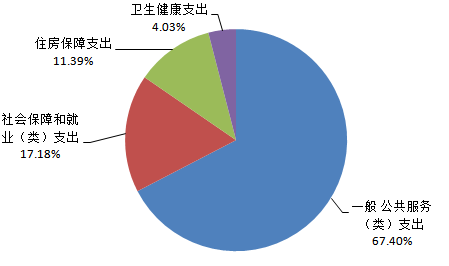 卫生健康支出
4.03%
住房保障支出
11.39%
社会保障和就
业（类）支出
17.18%
一般 公共服务
（类）支出
67.40%